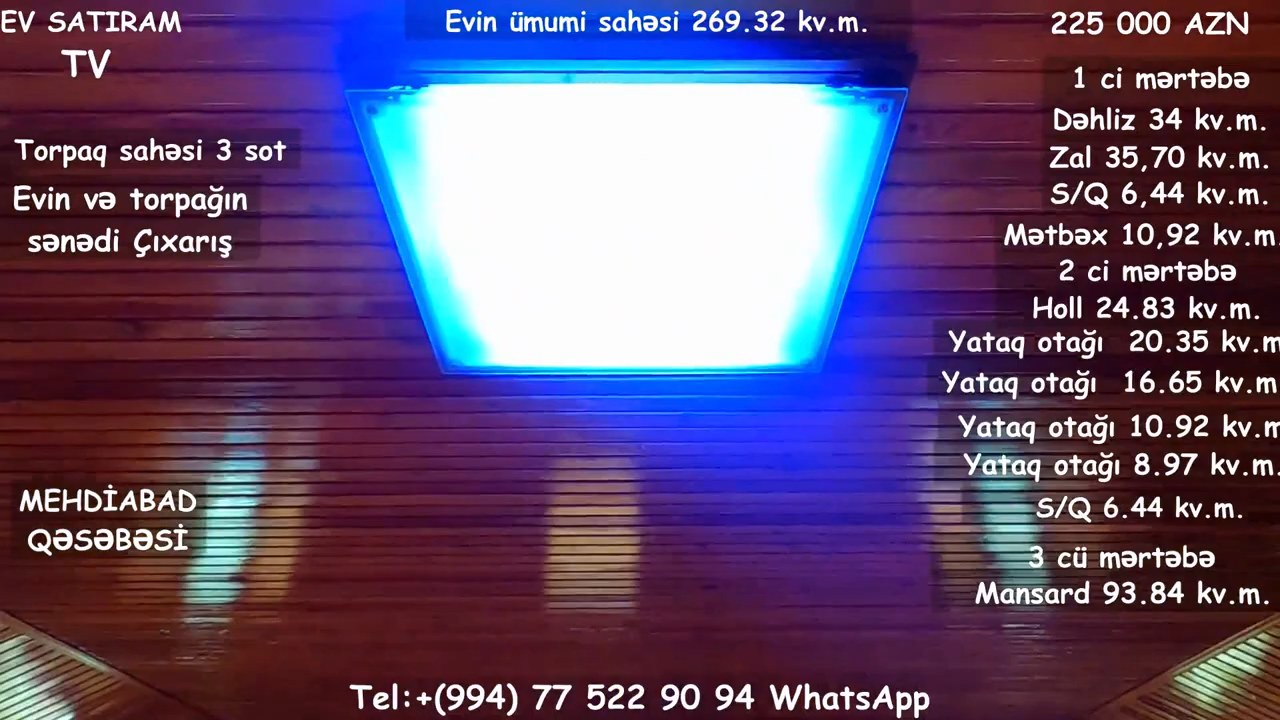 EV SATIRAM
TV
Evin ümumi sahəsi 269.32 kv.m.
225 000 AZN
Torpaq sahəsi 3 sot
Evin və torpağın
sənədi Çıxarış
MEHDİABAD
QƏSƏBƏSİ
1 ci mərtəbə
Dəhliz 34 kv.m.
Zal 35,70 kv.m.
S/Q 6,44 kv.m.
Mətbəx 10,92 kv.m.
2 ci mərtəbə
Holl 24.83 kv.m.
Yataq otağı 20.35 kv.m
Yataq otağı 16.65 kv.m
Yataq otağı 10.92 kv.m
Yataq otağı 8.97 kv.m.
S/Q 6.44 kv.m.
3 cü mərtəbə
Mansard 93.84 kv.m.
Tel:+(994) 77 522 90 94 WhatsApp